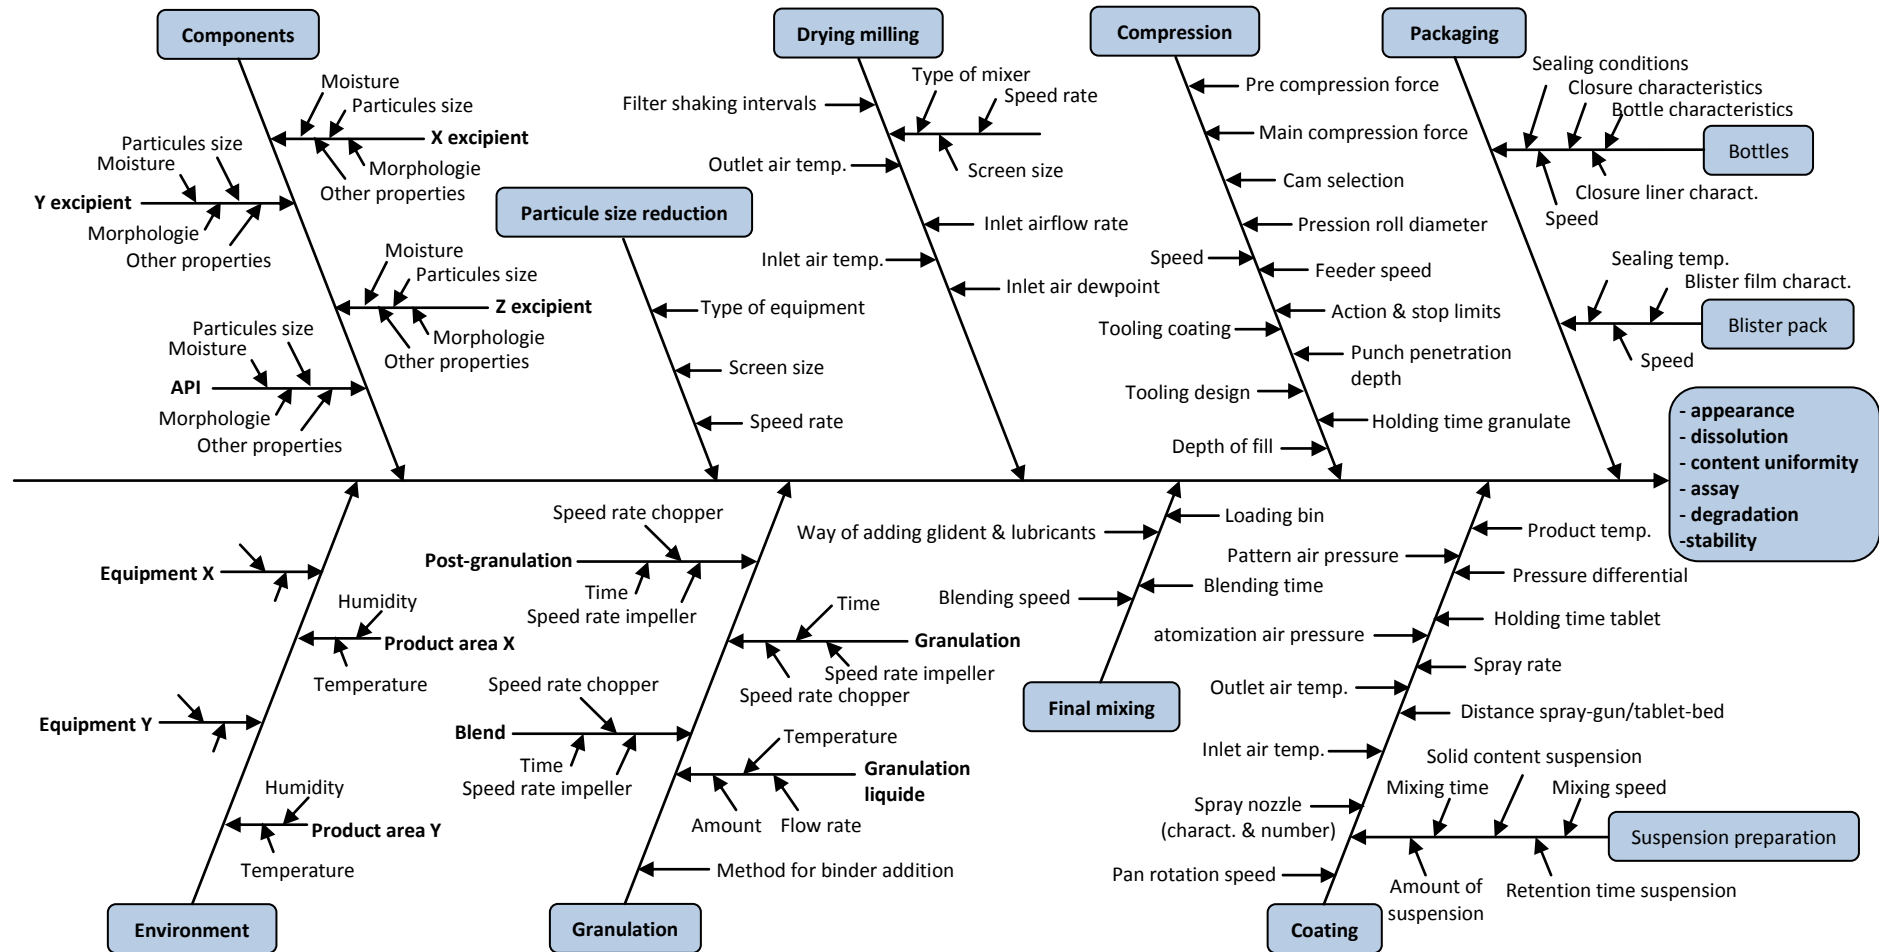 Components
Drying milling
Compression
Packaging
Moisture
Particules size
X excipient
Morphologie
Other properties
Particules size
Moisture
Y excipient
Morphologie
Other properties
Moisture
Particules size
Z excipient
Morphologie
Other properties
Particules size
Moisture
API
Morphologie
Other properties
Particule size reduction
Type of equipment
Screen size
Speed rate
Filter shaking intervals
Type of mixer
Speed rate
Screen size
Outlet air temp.
Inlet airflow rate
Inlet air temp.
Inlet air dewpoint
Pre compression force
Main compression force
Cam selection
Pression roll diameter
Speed
Feeder speed
Action & stop limits
Tooling coating
Punch penetration
depth
Tooling design
Holding time granulate
Depth of fill
Sealing conditions
Closure characteristics
Bottle characteristics
Bottles
Closure liner charact.
Speed
Sealing temp.
Blister film charact.
Blister pack
Speed
- appearance
- dissolution
- content uniformity
- assay
- degradation
-stability
Equipment X
Humidity
Product area X
Temperature
Equipment Y
Humidity
Product area Y
Temperature
Environment
Speed rate chopper
Post-granulation
Time
Speed rate impeller
Time
Granulation
Speed rate impeller
Speed rate chopper
Speed rate chopper
Blend
Time
Speed rate impeller
Temperature
Granulation
liquide
Amount
Flow rate
Method for binder addition
Granulation
Loading bin
Way of adding glident & lubricants
Blending time
Blending speed
Final mixing
Product temp.
Pattern air pressure
Pressure differential
Holding time tablet
atomization air pressure
Spray rate
Outlet air temp.
Distance spray-gun/tablet-bed
Inlet air temp.
Solid content suspension
Mixing time
Mixing speed
Spray nozzle
(charact. & number)
Suspension preparation
Pan rotation speed
Amount of
suspension
Retention time suspension
Coating